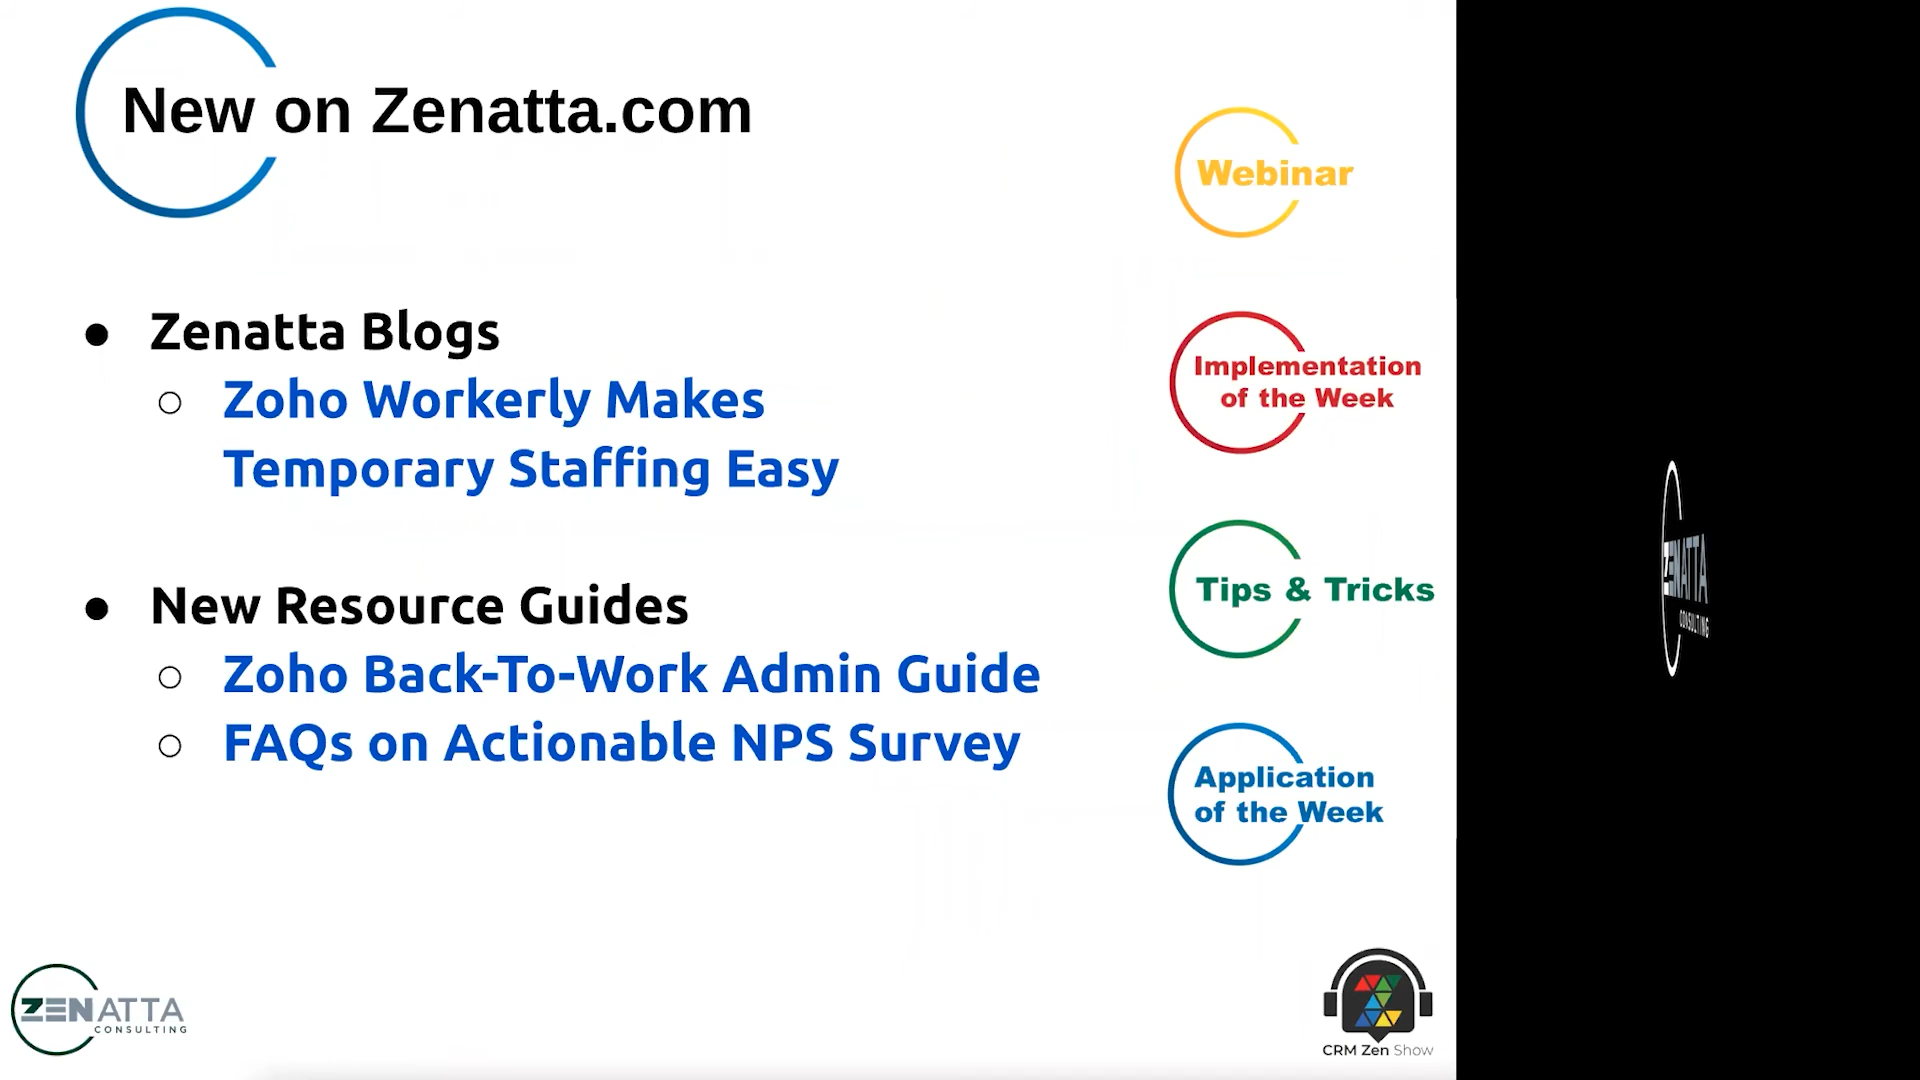 New on Zenatta.com
Zenatta Blogs
Zoho Workerly Makes
Temporary Staffing Easy
New Resource Guides
Zoho Back-To-Work Admin Guide
FAQs on Actionable NPS Survey
Webinar
Implementation
of the Week
Tips & Tricks
Application
of the Week
ZENATTA
CONSULTING
CRM Zen Show
ZENATTA
CONSULTING